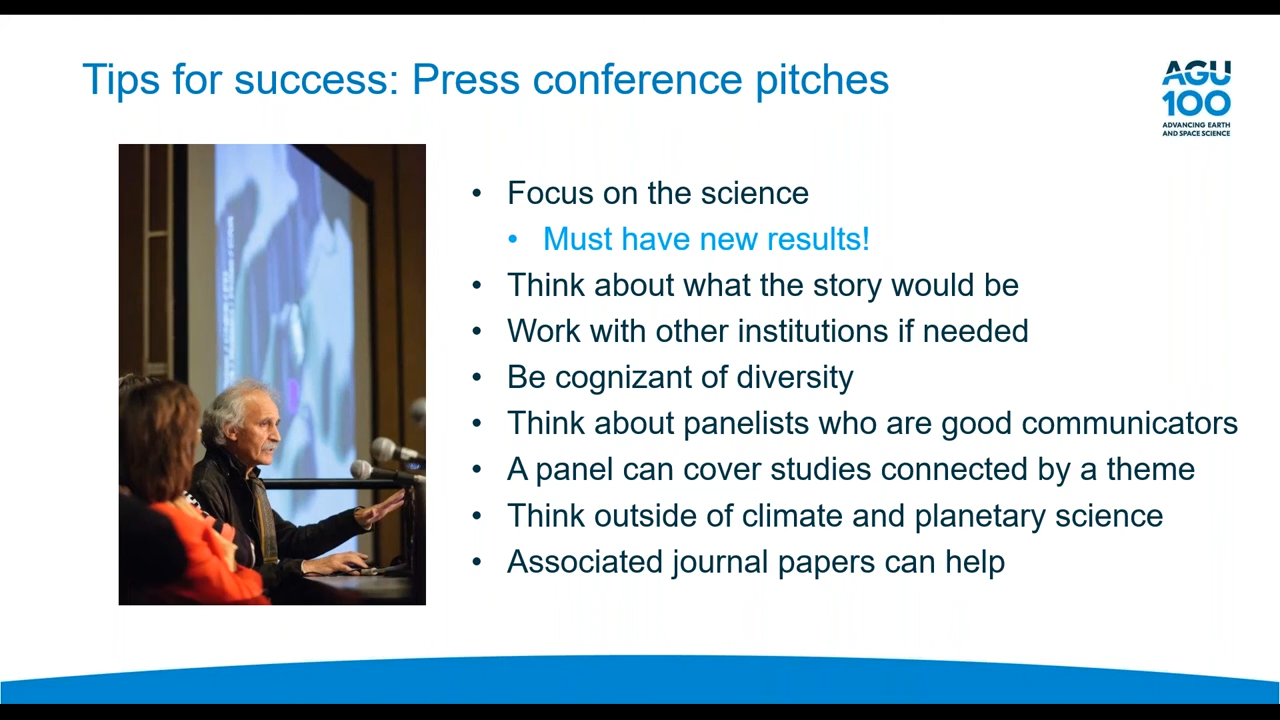 Tips for success: Press conference pitches
AGU
100
ADVANCING EARTH
AND SPACE SCIENCE
• Focus on the science
• Must have new results!
• Think about what the story would be
• Work with other institutions if needed
• Be cognizant of diversity
• Think about panelists who are good communicators
• A panel can cover studies connected by a theme
• Think outside of climate and planetary science
• Associated journal papers can help